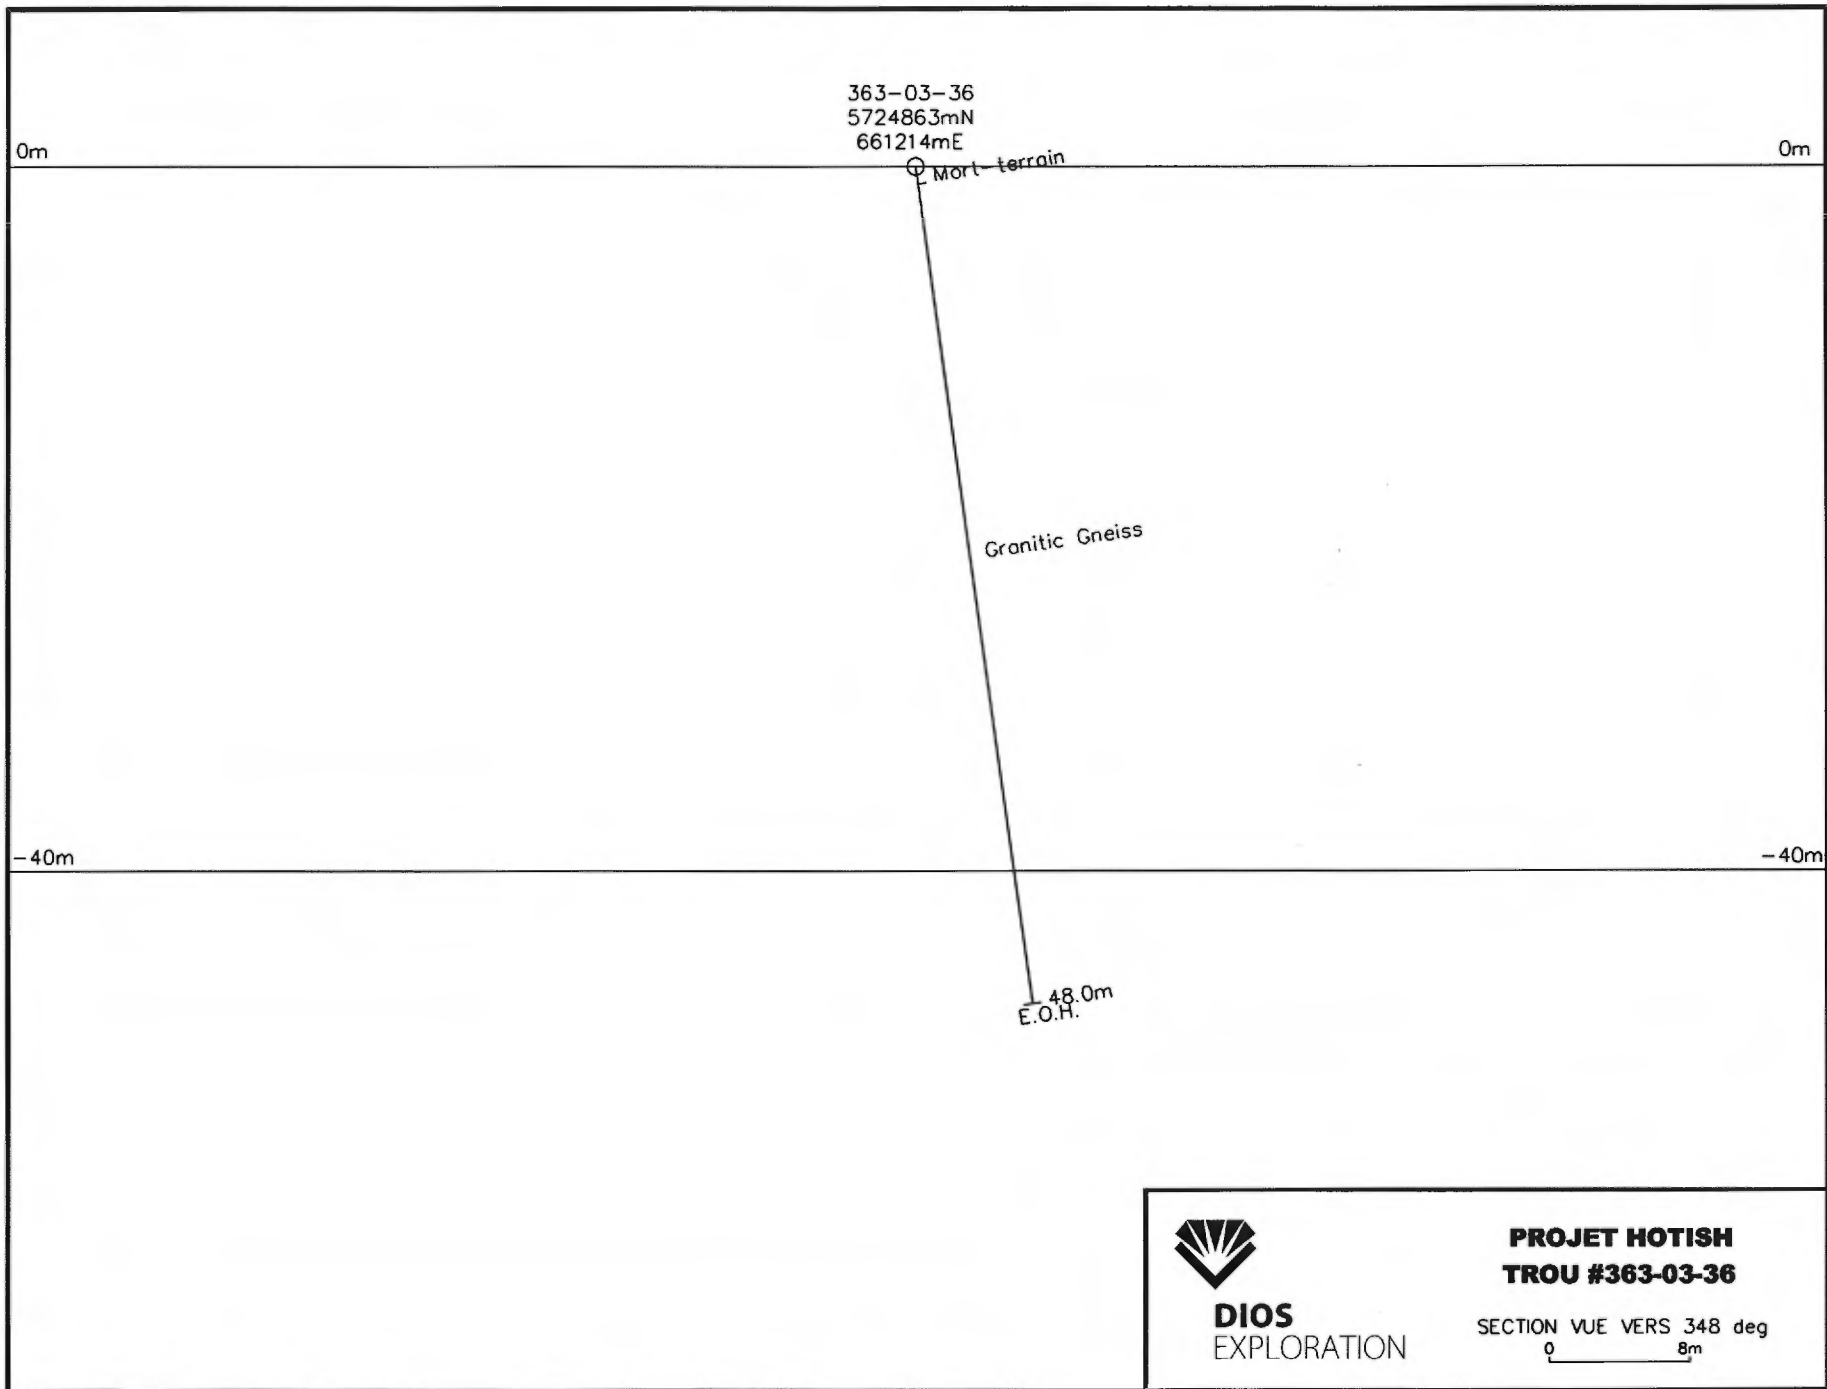 363-03-36
5724863mN
661214mE
0m
0m
Mort-terrain
Granitic Gneiss
-40m
-40m
48.0m
E.O.H.
PROJET HOTISH
TROU #363-03-36
DIOS
EXPLORATION
SECTION VUE VERS 348 deg
0 8m